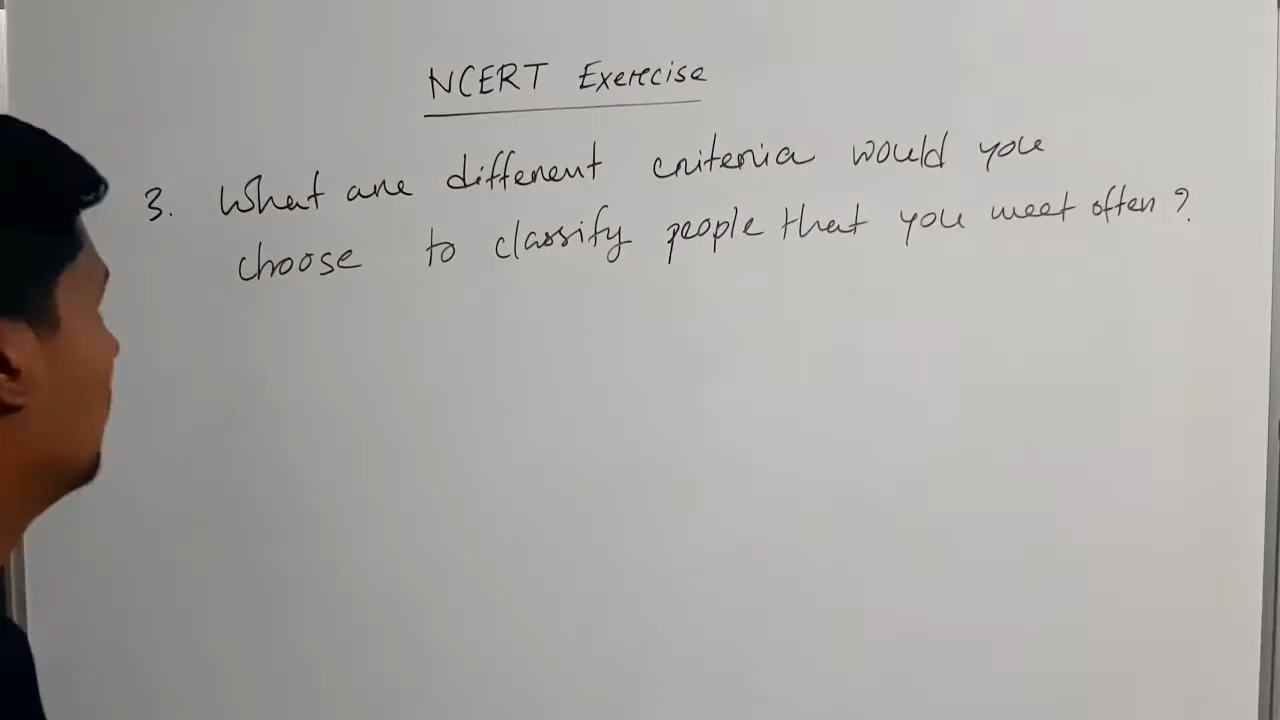 NCERT Exercise
3. What are different criteria would you
choose to classify people that you meet often ?